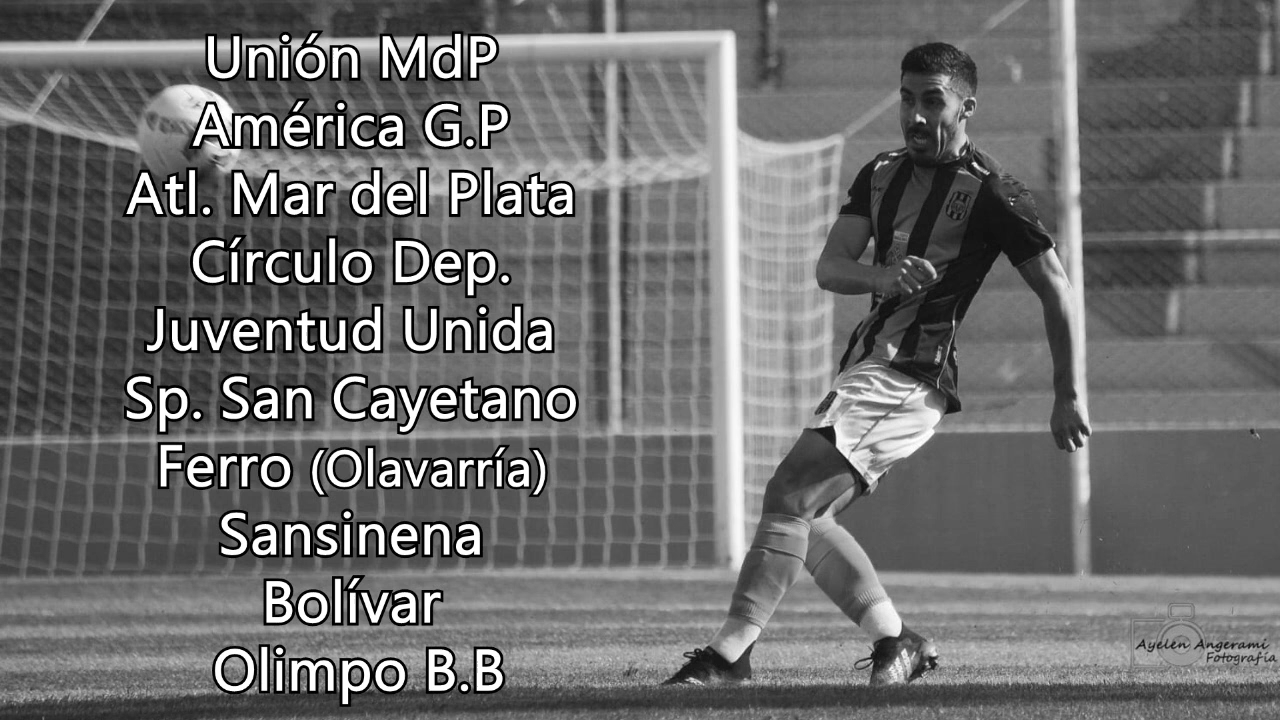 Unión MdP
América G.P
Atl. Mar del Plata
Círculo Dep.
Juventud Unida
Sp. San Cayetano
Ferro (Olavarría)
Sansinena
Bolívar
Olimpo B.B
Ayelén Angerami
Fotografía